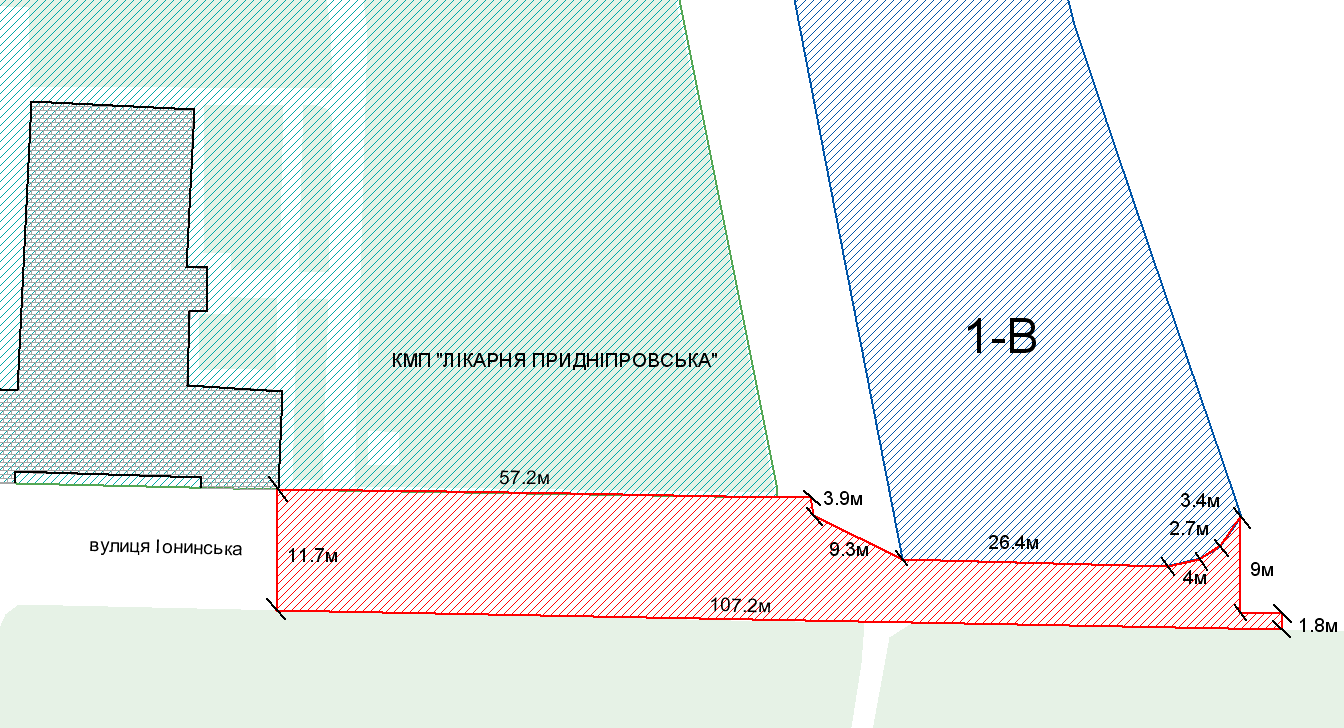 1-В
КМП "ЛІКАРНЯ ПРИДНІПРОВСЬКА"
57.2м
3.9м
3.4м
2.7м
9.3м
26.4м
вулиця Іонинська
11.7м
4м
9м
107.2м
1.8м